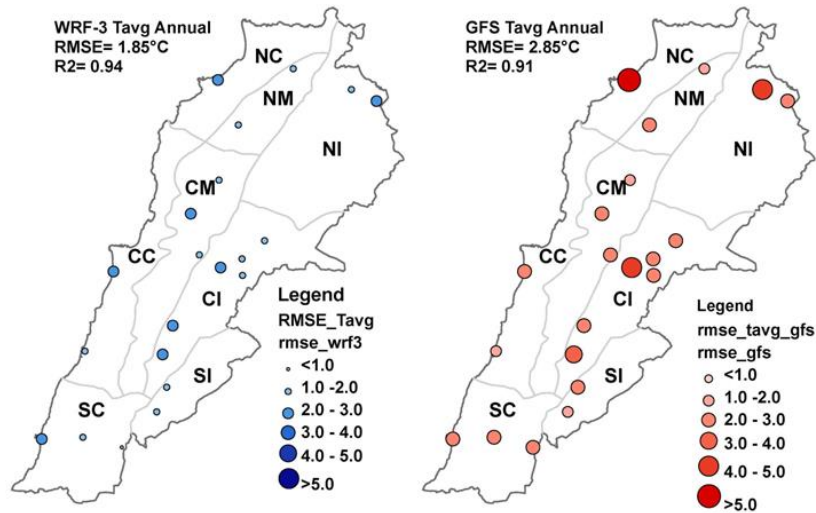 WRF-3 Tavg Annual
RMSE= 1.85°C
R2= 0.94
NC
NM
NI
CM
CC
CI
SI
SC
Legend
RMSE_Tavg
rmse_wrf3
<1.0
1.0 -2.0
2.0 - 3.0
3.0 - 4.0
4.0 - 5.0
>5.0
GFS Tavg Annual
RMSE= 2.85°C
R2= 0.91
NC
NM
NI
CM
CC
CI
SI
SC
Legend
rmse_tavg_gfs
rmse_gfs
<1.0
1.0 -2.0
2.0 - 3.0
3.0 - 4.0
4.0 - 5.0
>5.0